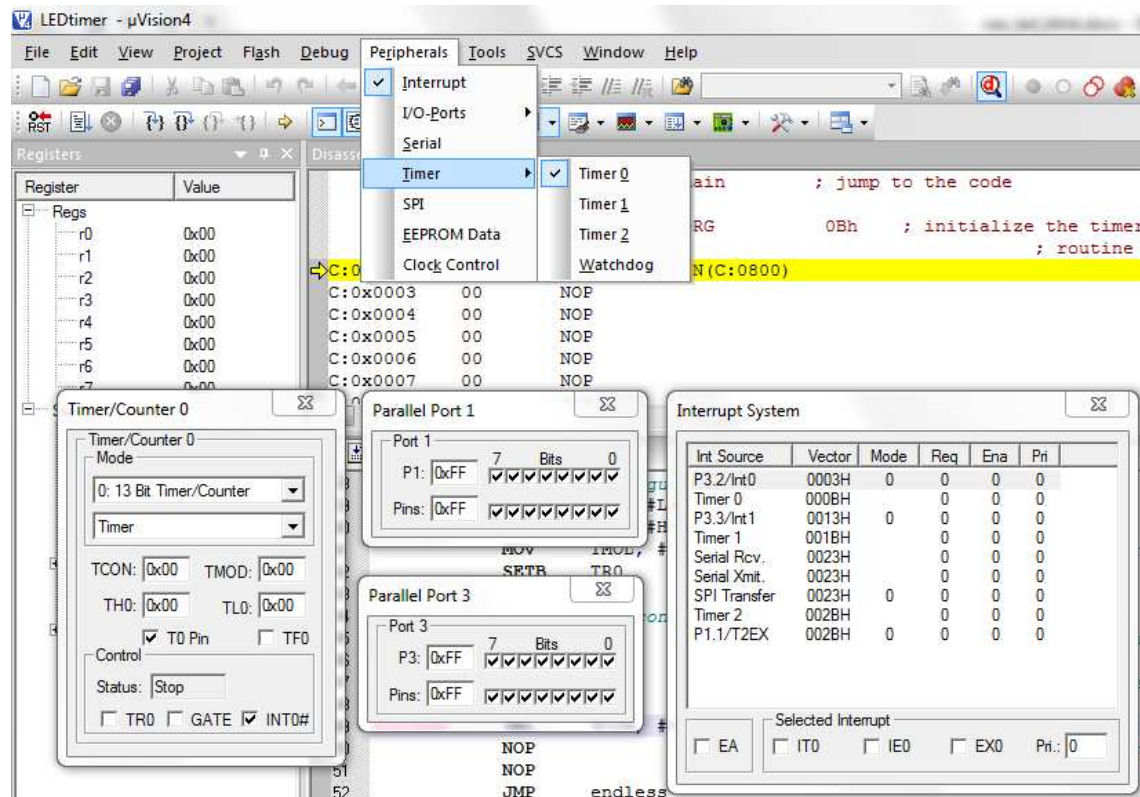 LEDtimer - µVision4
File Edit View Project Flash Debug Peripherals Tools SVCS Window Help
Interrupt
I/O-Ports
Serial
Timer
SPI
EEPROM Data
Clock Control
Timer 0
Timer 1
Timer 2
Watchdog
RST
Registers
Register Value
Regs
r0 0x00
r1 0x00
r2 0x00
r3 0x00
r4 0x00
r5 0x00
r6 0x00
r7 0x00
; jump to the code
RG 0Bh ; initialize the timer
; routine
N(C:0800)
C:0x0003 00 NOP
C:0x0004 00 NOP
C:0x0005 00 NOP
C:0x0006 00 NOP
C:0x0007 00 NOP
Timer/Counter 0
Timer/Counter 0
Mode
0: 13 Bit Timer/Counter
Timer
TCON: 0x00 TMOD: 0x00
TH0: 0x00 TL0: 0x00
T0 Pin TF0
Control
Status: Stop
TR0 GATE INT0#
Parallel Port 1
Port 1
7 Bits 0
P1: 0xFF
Pins: 0xFF
MOV TMOD, #
SETB TR0
Parallel Port 3
Port 3
7 Bits 0
P3: 0xFF
Pins: 0xFF
NOP
51 NOP
52 JMP endless
Interrupt System
Int Source Vector Mode Req Ena Pri
P3.2/Int0 0003H 0 0 0 0
Timer 0 000BH 0 0 0
P3.3/Int1 0013H 0 0 0 0
Timer 1 001BH 0 0 0
Serial Rcv. 0023H 0 0 0
Serial Xmit. 0023H 0 0 0
SPI Transfer 0023H 0 0 0 0
Timer 2 002BH 0 0 0
P1.1/T2EX 002BH 0 0 0 0
Selected Interrupt
EA IT0 IE0 EX0 Pri.: 0